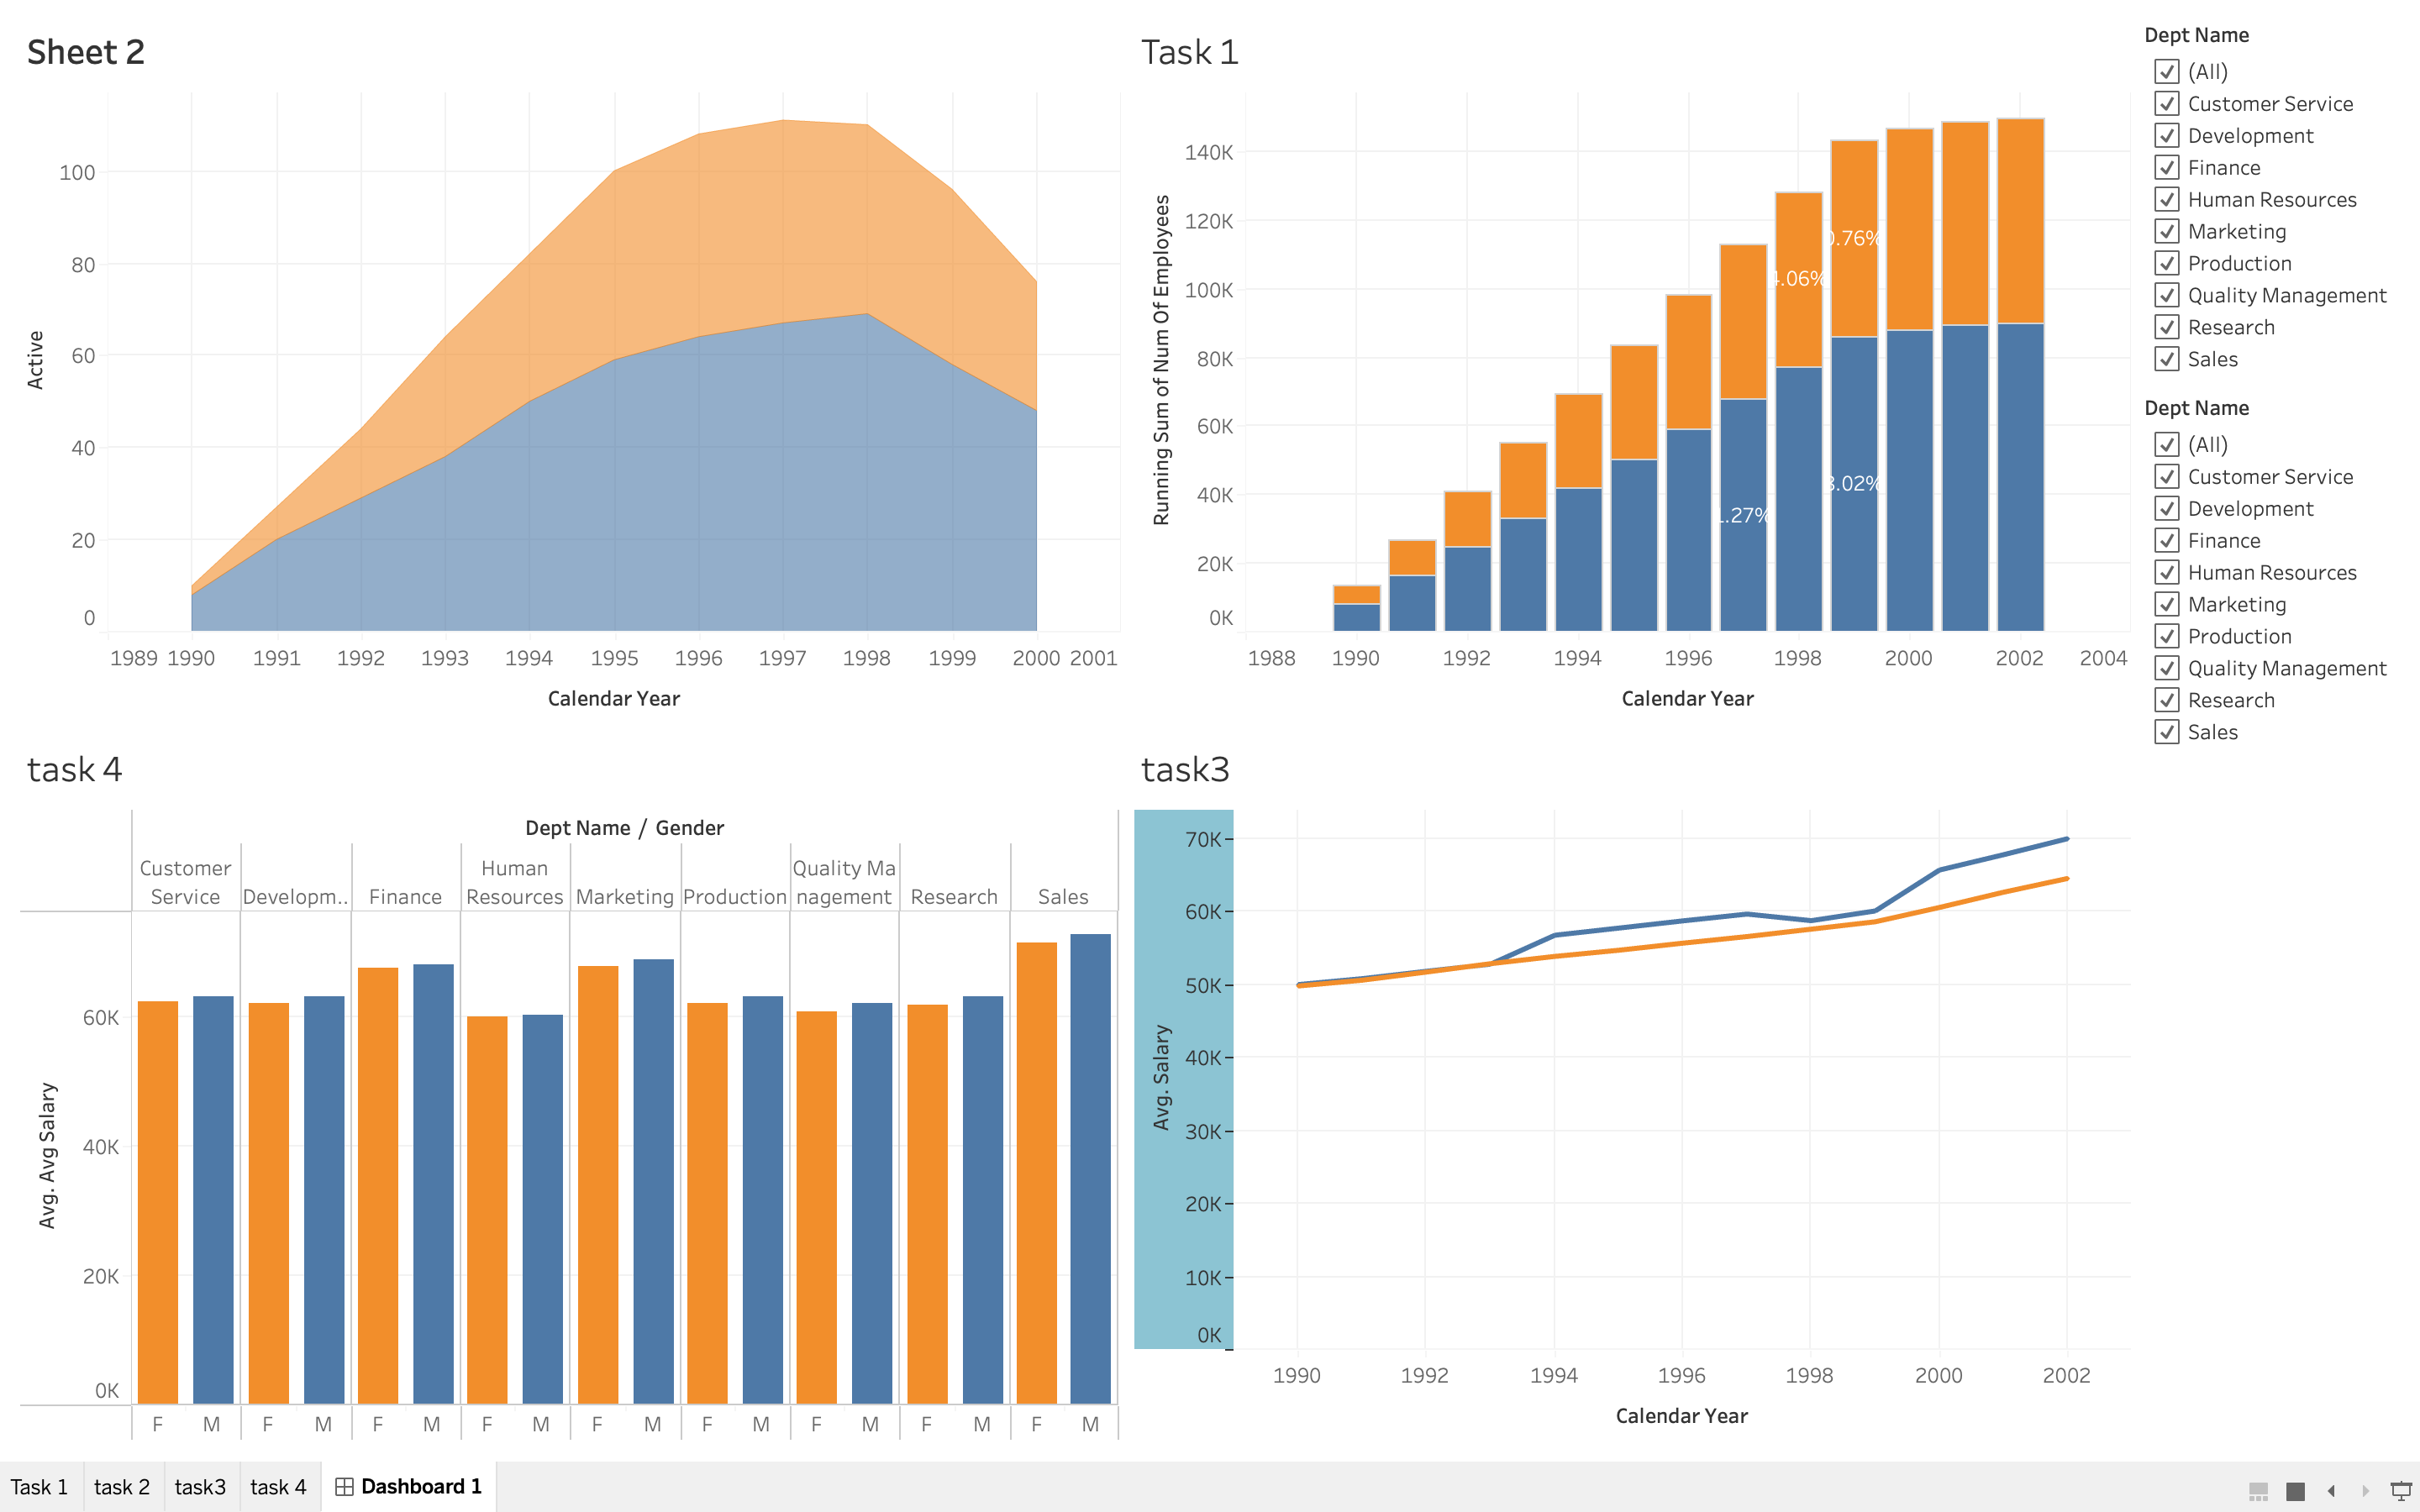 Sheet 2
100
80
60
40
20
0
Active
1989 1990 1991 1992 1993 1994 1995 1996 1997 1998 1999 2000 2001
Calendar Year
Task 1
140K
120K
100K
80K
60K
40K
20K
0K
Running Sum of Num Of Employees
.76%
.06%
.02%
.27%
1988 1990 1992 1994 1996 1998 2000 2002 2004
Calendar Year
Dept Name
(All)
Customer Service
Development
Finance
Human Resources
Marketing
Production
Quality Management
Research
Sales
Dept Name
(All)
Customer Service
Development
Finance
Human Resources
Marketing
Production
Quality Management
Research
Sales
task 4
Dept Name / Gender
Customer
Service
Developm..
Finance
Human
Resources
Marketing
Production
Quality Ma
nagement
Research
Sales
60K
40K
20K
0K
Avg. Avg Salary
F M F M F M F M F M F M F M F M F M
task3
70K
60K
50K
40K
30K
20K
10K
0K
Avg. Salary
1990 1992 1994 1996 1998 2000 2002
Calendar Year
Task 1
task 2
task3
task 4
Dashboard 1